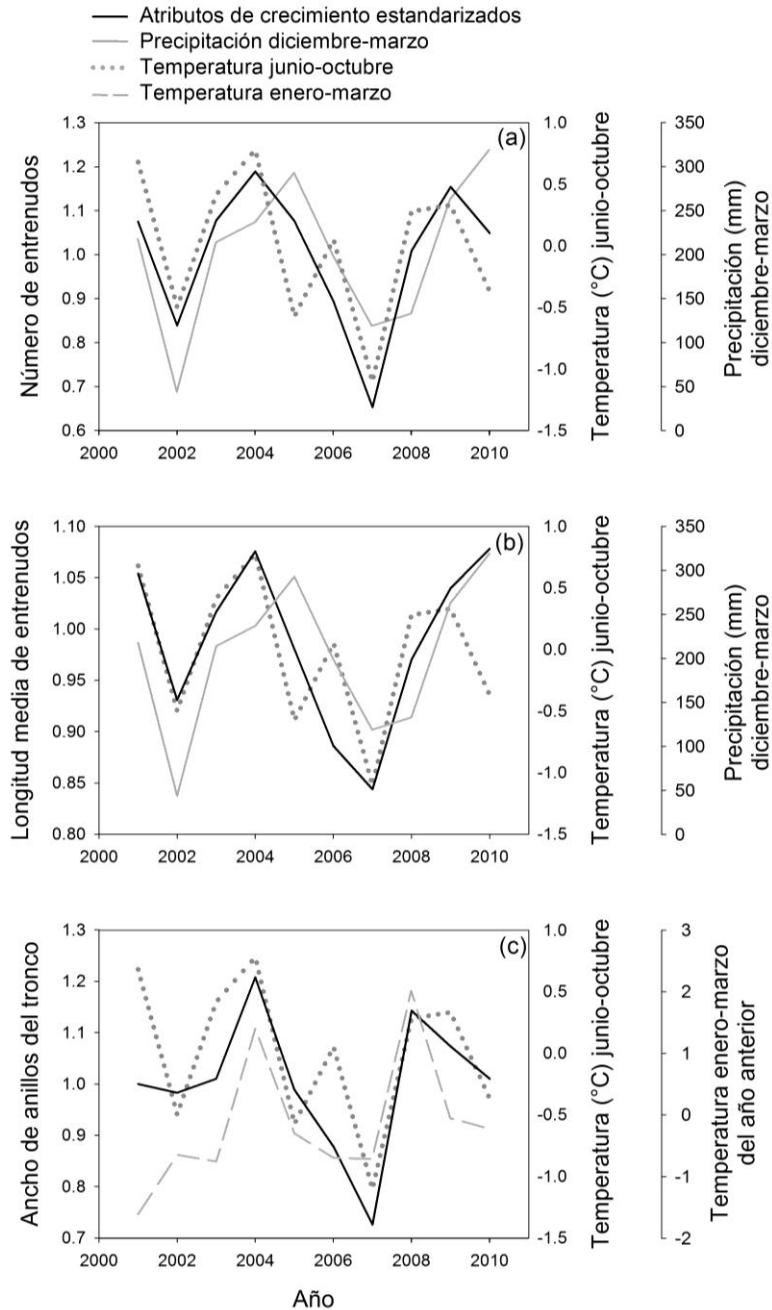 Atributos de crecimiento estandarizados
Precipitación diciembre-marzo
Temperatura junio-octubre
Temperatura enero-marzo
(a)
Número de entrenudos
1.3
1.2
1.1
1.0
0.9
0.8
0.7
0.6
2000 2002 2004 2006 2008 2010
1.0
0.5
0.0
-0.5
-1.0
-1.5
Temperatura (°C) junio-octubre
350
300
250
200
150
100
50
0
Precipitación (mm)
diciembre-marzo
(b)
Longitud media de entrenudos
1.10
1.05
1.00
0.95
0.90
0.85
0.80
2000 2002 2004 2006 2008 2010
1.0
0.5
0.0
-0.5
-1.0
-1.5
Temperatura (°C) junio-octubre
350
300
250
200
150
100
50
0
Precipitación (mm)
diciembre-marzo
(c)
Ancho de anillos del tronco
1.3
1.2
1.1
1.0
0.9
0.8
0.7
2000 2002 2004 2006 2008 2010
1.0
0.5
0.0
-0.5
-1.0
-1.5
Temperatura (°C) junio-octubre
3
2
1
0
-1
-2
Temperatura enero-marzo
del año anterior
Año